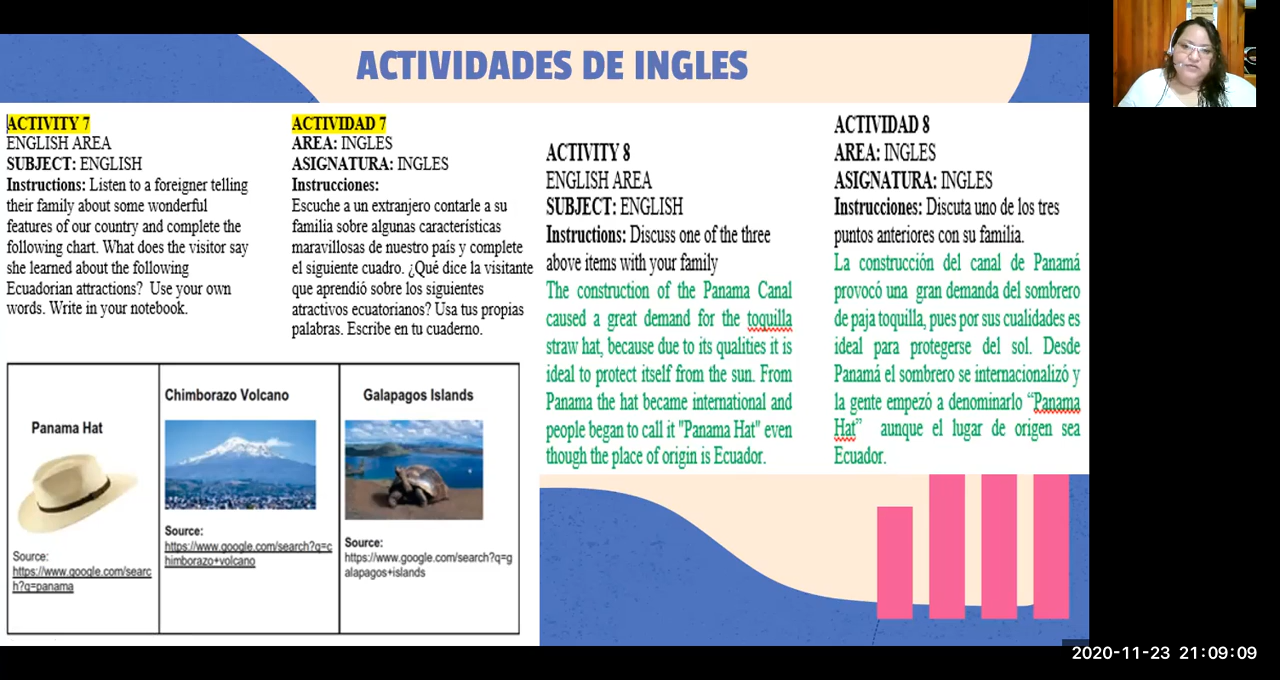 ACTIVIDADES DE INGLES
ACTIVITY 7
ENGLISH AREA
SUBJECT: ENGLISH
Instructions: Listen to a foreigner telling
their family about some wonderful
features of our country and complete the
following chart. What does the visitor say
she learned about the following
Ecuadorian attractions? Use your own
words. Write in your notebook.
ACTIVIDAD 7
AREA: INGLES
ASIGNATURA: INGLES
Instrucciones:
Escuche a un extranjero contarle a su
familia sobre algunas características
maravillosas de nuestro país y complete
el siguiente cuadro. ¿Qué dice la visitante
que aprendió sobre los siguientes
atractivos ecuatorianos? Usa tus propias
palabras. Escribe en tu cuaderno.
Panama Hat
Source:
https://www.google.com/searc
h?q=panama
Chimborazo Volcano
Source:
https://www.google.com/search?q=c
himborazo+volcano
Galapagos Islands
Source:
https://www.google.com/search?q=g
alapagos+islands
ACTIVITY 8
ENGLISH AREA
SUBJECT: ENGLISH
Instructions: Discuss one of the three
above items with your family
The construction of the Panama Canal
caused a great demand for the toquilla
straw hat, because due to its qualities it is
ideal to protect itself from the sun. From
Panama the hat became international and
people began to call it "Panama Hat" even
though the place of origin is Ecuador.
ACTIVIDAD 8
AREA: INGLES
ASIGNATURA: INGLES
Instrucciones: Discuta uno de los tres
puntos anteriores con su familia.
La construcción del canal de Panamá
provocó una gran demanda del sombrero
de paja toquilla, pues por sus cualidades es
ideal para protegerse del sol. Desde
Panamá el sombrero se internacionalizó y
la gente empezó a denominarlo “Panama
Hat” aunque el lugar de origen sea
Ecuador.
2020-11-23 21:09:09